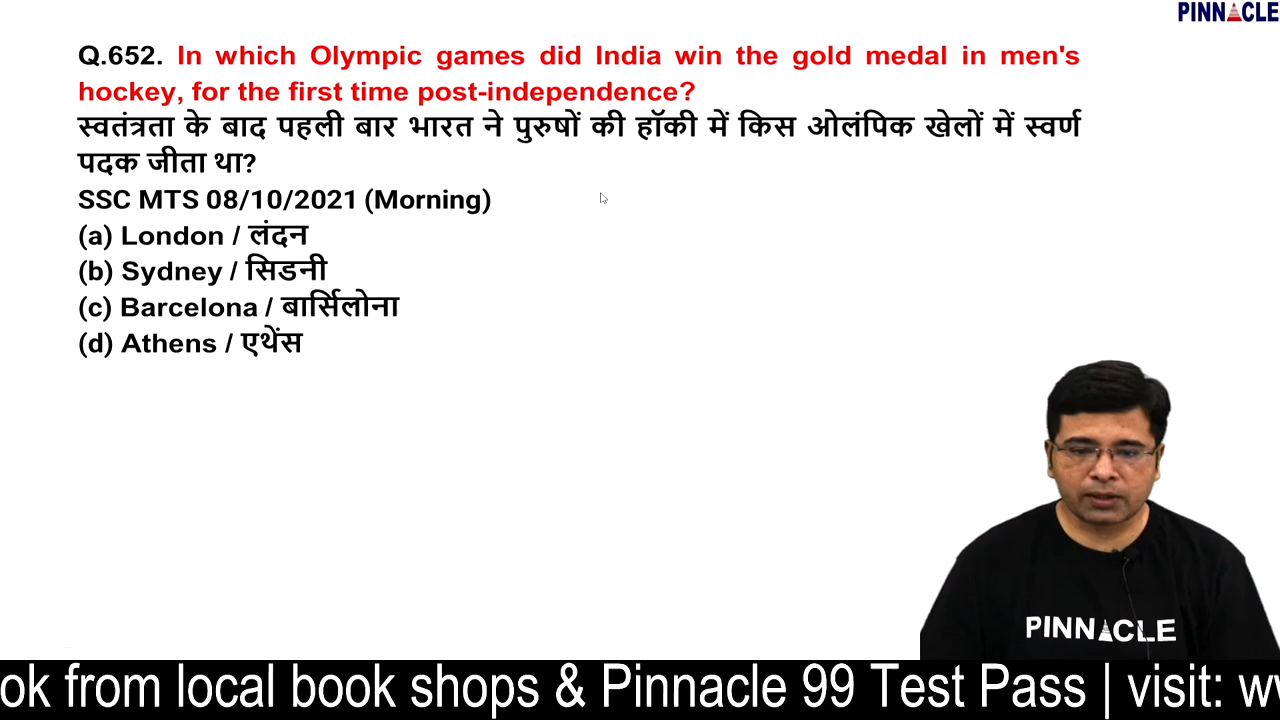 PINNACLE
Q.652. In which Olympic games did India win the gold medal in men's
hockey, for the first time post-independence?
स्वतंत्रता के बाद पहली बार भारत ने पुरुषों की हॉकी में किस ओलंपिक खेलों में स्वर्ण
पदक जीता था?
SSC MTS 08/10/2021 (Morning)
(a) London / लंदन
(b) Sydney / सिडनी
(c) Barcelona / बार्सिलोना
(d) Athens / एथेंस
PINNACLE
ok from local book shops & Pinnacle 99 Test Pass | visit: w